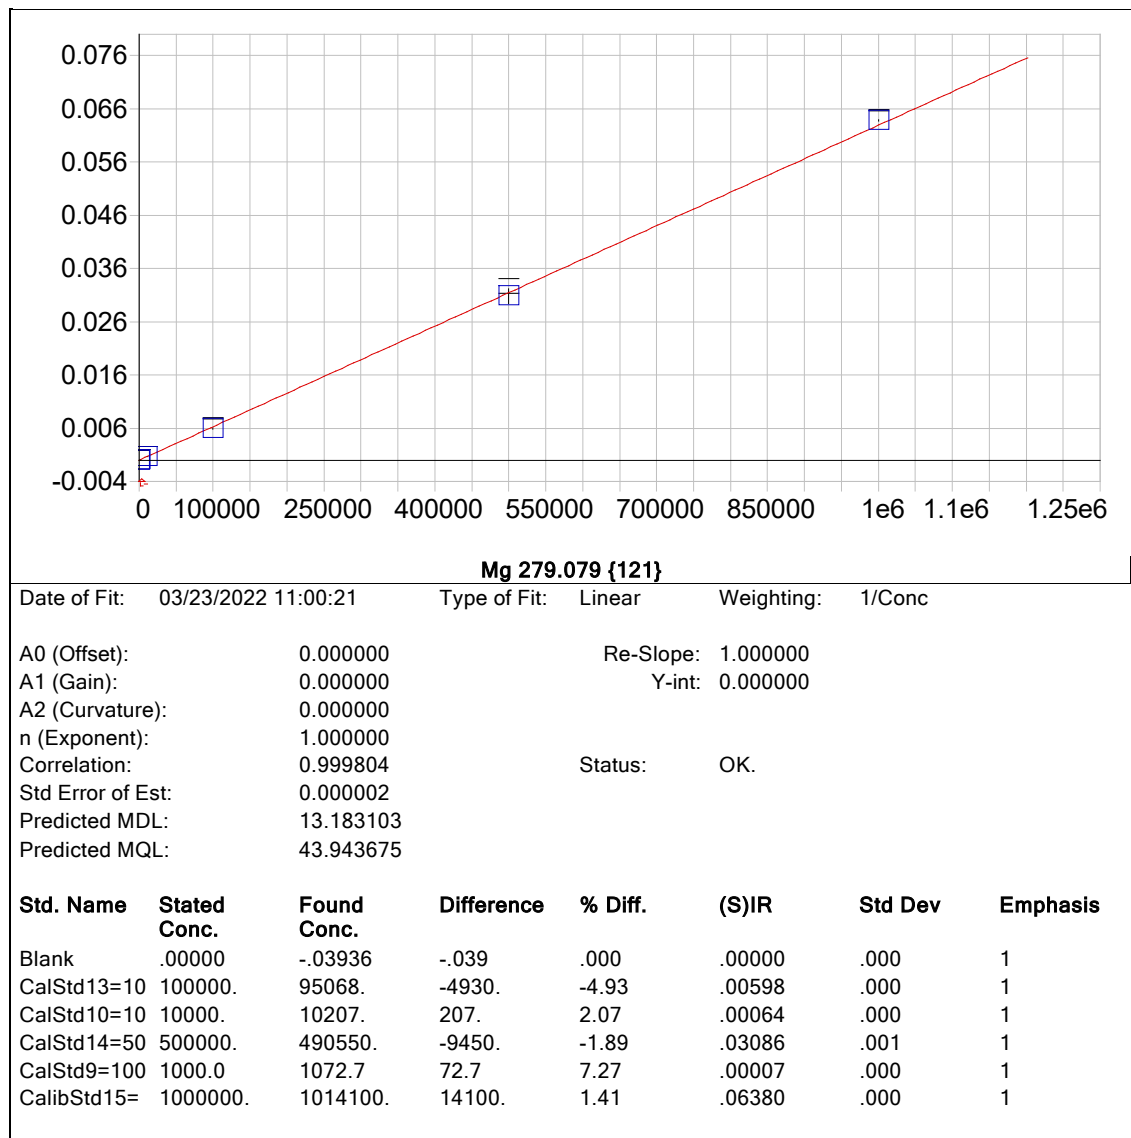 0.076
0.066
0.056
0.046
0.036
0.026
0.016
0.006
-0.004
0 100000 250000 400000 550000 700000 850000 1e6 1.1e6 1.25e6
Mg 279.079 {121}
Date of Fit: 03/23/2022 11:00:21 Type of Fit: Linear Weighting: 1/Conc
A0 (Offset): 0.000000 Re-Slope: 1.000000
A1 (Gain): 0.000000 Y-int: 0.000000
A2 (Curvature): 0.000000
n (Exponent): 1.000000
Correlation: 0.999804 Status: OK.
Std Error of Est: 0.000002
Predicted MDL: 13.183103
Predicted MQL: 43.943675
Std. Name Stated Conc. Found Conc. Difference % Diff. (S)IR Std Dev Emphasis
Blank .00000 -.03936 -.039 .000 .00000 .000 1
CalStd13=10 100000. 95068. -4930. -4.93 .00598 .000 1
CalStd10=10 10000. 10207. 207. 2.07 .00064 .000 1
CalStd14=50 500000. 490550. -9450. -1.89 .03086 .001 1
CalStd9=100 1000.0 1072.7 72.7 7.27 .00007 .000 1
CalibStd15= 1000000. 1014100. 14100. 1.41 .06380 .000 1